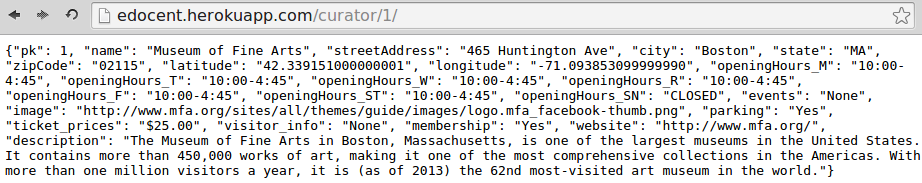 edocent.herokuapp.com/curator/1/
{"pk": 1, "name": "Museum of Fine Arts", "streetAddress": "465 Huntington Ave", "city": "Boston", "state": "MA",
"zipCode": "02115", "latitude": "42.339151000000001", "longitude": "-71.093853099999990", "openingHours_M": "10:00-
4:45", "openingHours_T": "10:00-4:45", "openingHours_W": "10:00-4:45", "openingHours_R": "10:00-4:45",
"openingHours_F": "10:00-4:45", "openingHours_ST": "10:00-4:45", "openingHours_SN": "CLOSED", "events": "None",
"image": "http://www.mfa.org/sites/all/themes/guide/images/logo.mfa_facebook-thumb.png", "parking": "Yes",
"ticket_prices": "$25.00", "visitor_info": "None", "membership": "Yes", "website": "http://www.mfa.org/",
"description": "The Museum of Fine Arts in Boston, Massachusetts, is one of the largest museums in the United States.
It contains more than 450,000 works of art, making it one of the most comprehensive collections in the Americas. With
more than one million visitors a year, it is (as of 2013) the 62nd most-visited art museum in the world."}